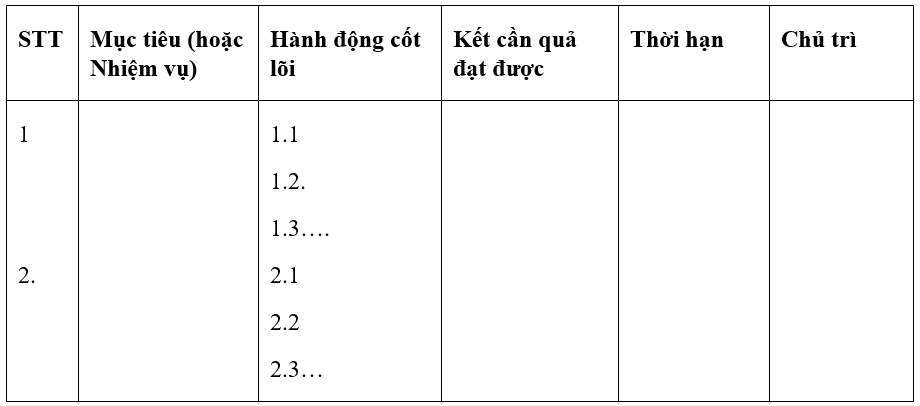 STT
Mục tiêu (hoặc
Nhiệm vụ)
Hành động cốt
lõi
Kết cần quả
đạt được
Thời hạn
Chủ trì
1
1.1
1.2.
1.3….
2.
2.1
2.2
2.3…